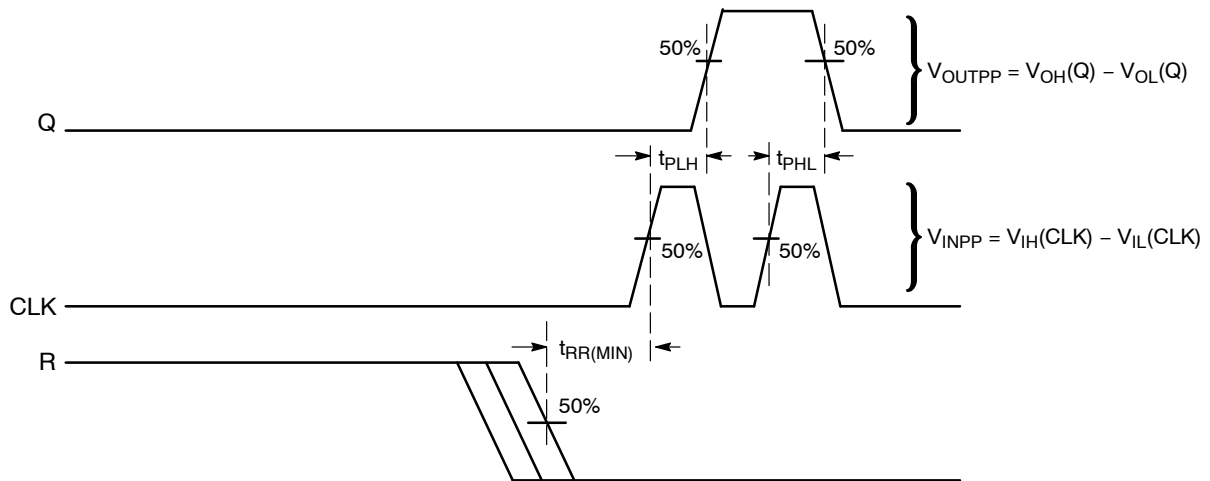 50% 50%
V_OUTPP = V_OH(Q) – V_OL(Q)
Q
t_PLH t_PHL
50% 50%
V_INPP = V_IH(CLK) – V_IL(CLK)
CLK
R
t_RR(MIN)
50%